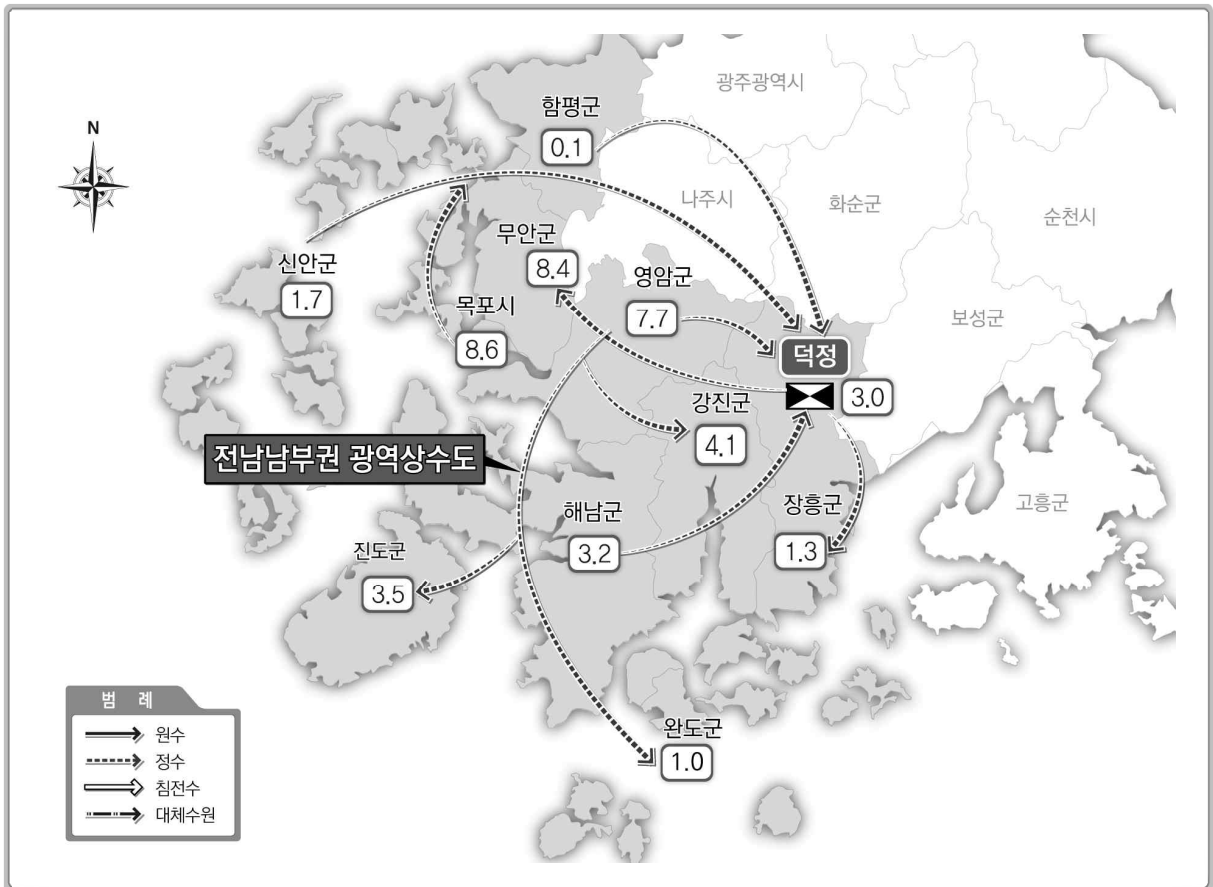 광주광역시
함평군
0.1
N
나주시
화순군
순천시
무안군
8.4
신안군
1.7
영암군
7.7
목포시
8.6
보성군
덕정
3.0
강진군
4.1
전남남부권 광역상수도
해남군
3.2
장흥군
1.3
고흥군
진도군
3.5
완도군
1.0
범 례
원수
정수
침전수
대체수원